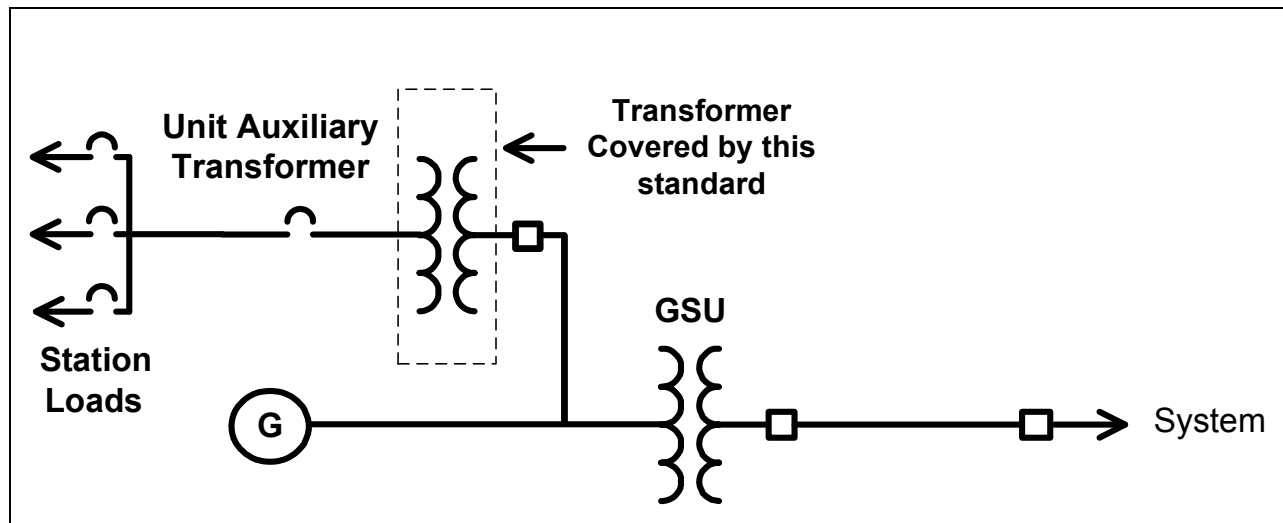 Unit Auxiliary
Transformer
Transformer
Covered by this
standard
Station
Loads
GSU
G
System